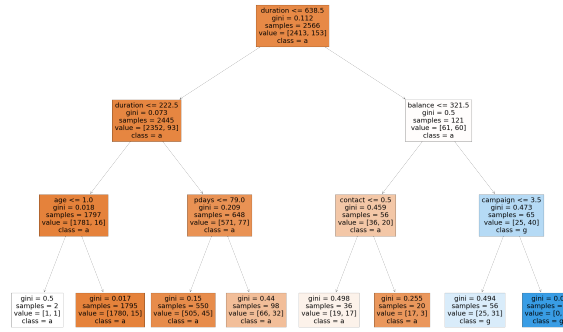 duration <= 638.5
gini = 0.112
samples = 2566
value = [2413, 153]
class = a
duration <= 222.5
gini = 0.073
samples = 2445
value = [2352, 93]
class = a
balance <= 321.5
gini = 0.5
samples = 121
value = [61, 60]
class = a
age <= 1.0
gini = 0.018
samples = 1797
value = [1781, 16]
class = a
pdays <= 79.0
gini = 0.209
samples = 648
value = [571, 77]
class = a
contact <= 0.5
gini = 0.459
samples = 56
value = [36, 20]
class = a
campaign <= 3.5
gini = 0.473
samples = 65
value = [25, 40]
class = g
gini = 0.5
samples = 2
value = [1, 1]
class = a
gini = 0.017
samples = 1795
value = [1780, 15]
class = a
gini = 0.15
samples = 550
value = [505, 45]
class = a
gini = 0.44
samples = 98
value = [66, 32]
class = a
gini = 0.498
samples = 36
value = [19, 17]
class = a
gini = 0.255
samples = 20
value = [17, 3]
class = a
gini = 0.494
samples = 56
value = [25, 31]
class = g
gini = 0.
samples =
value = [0,
class = g